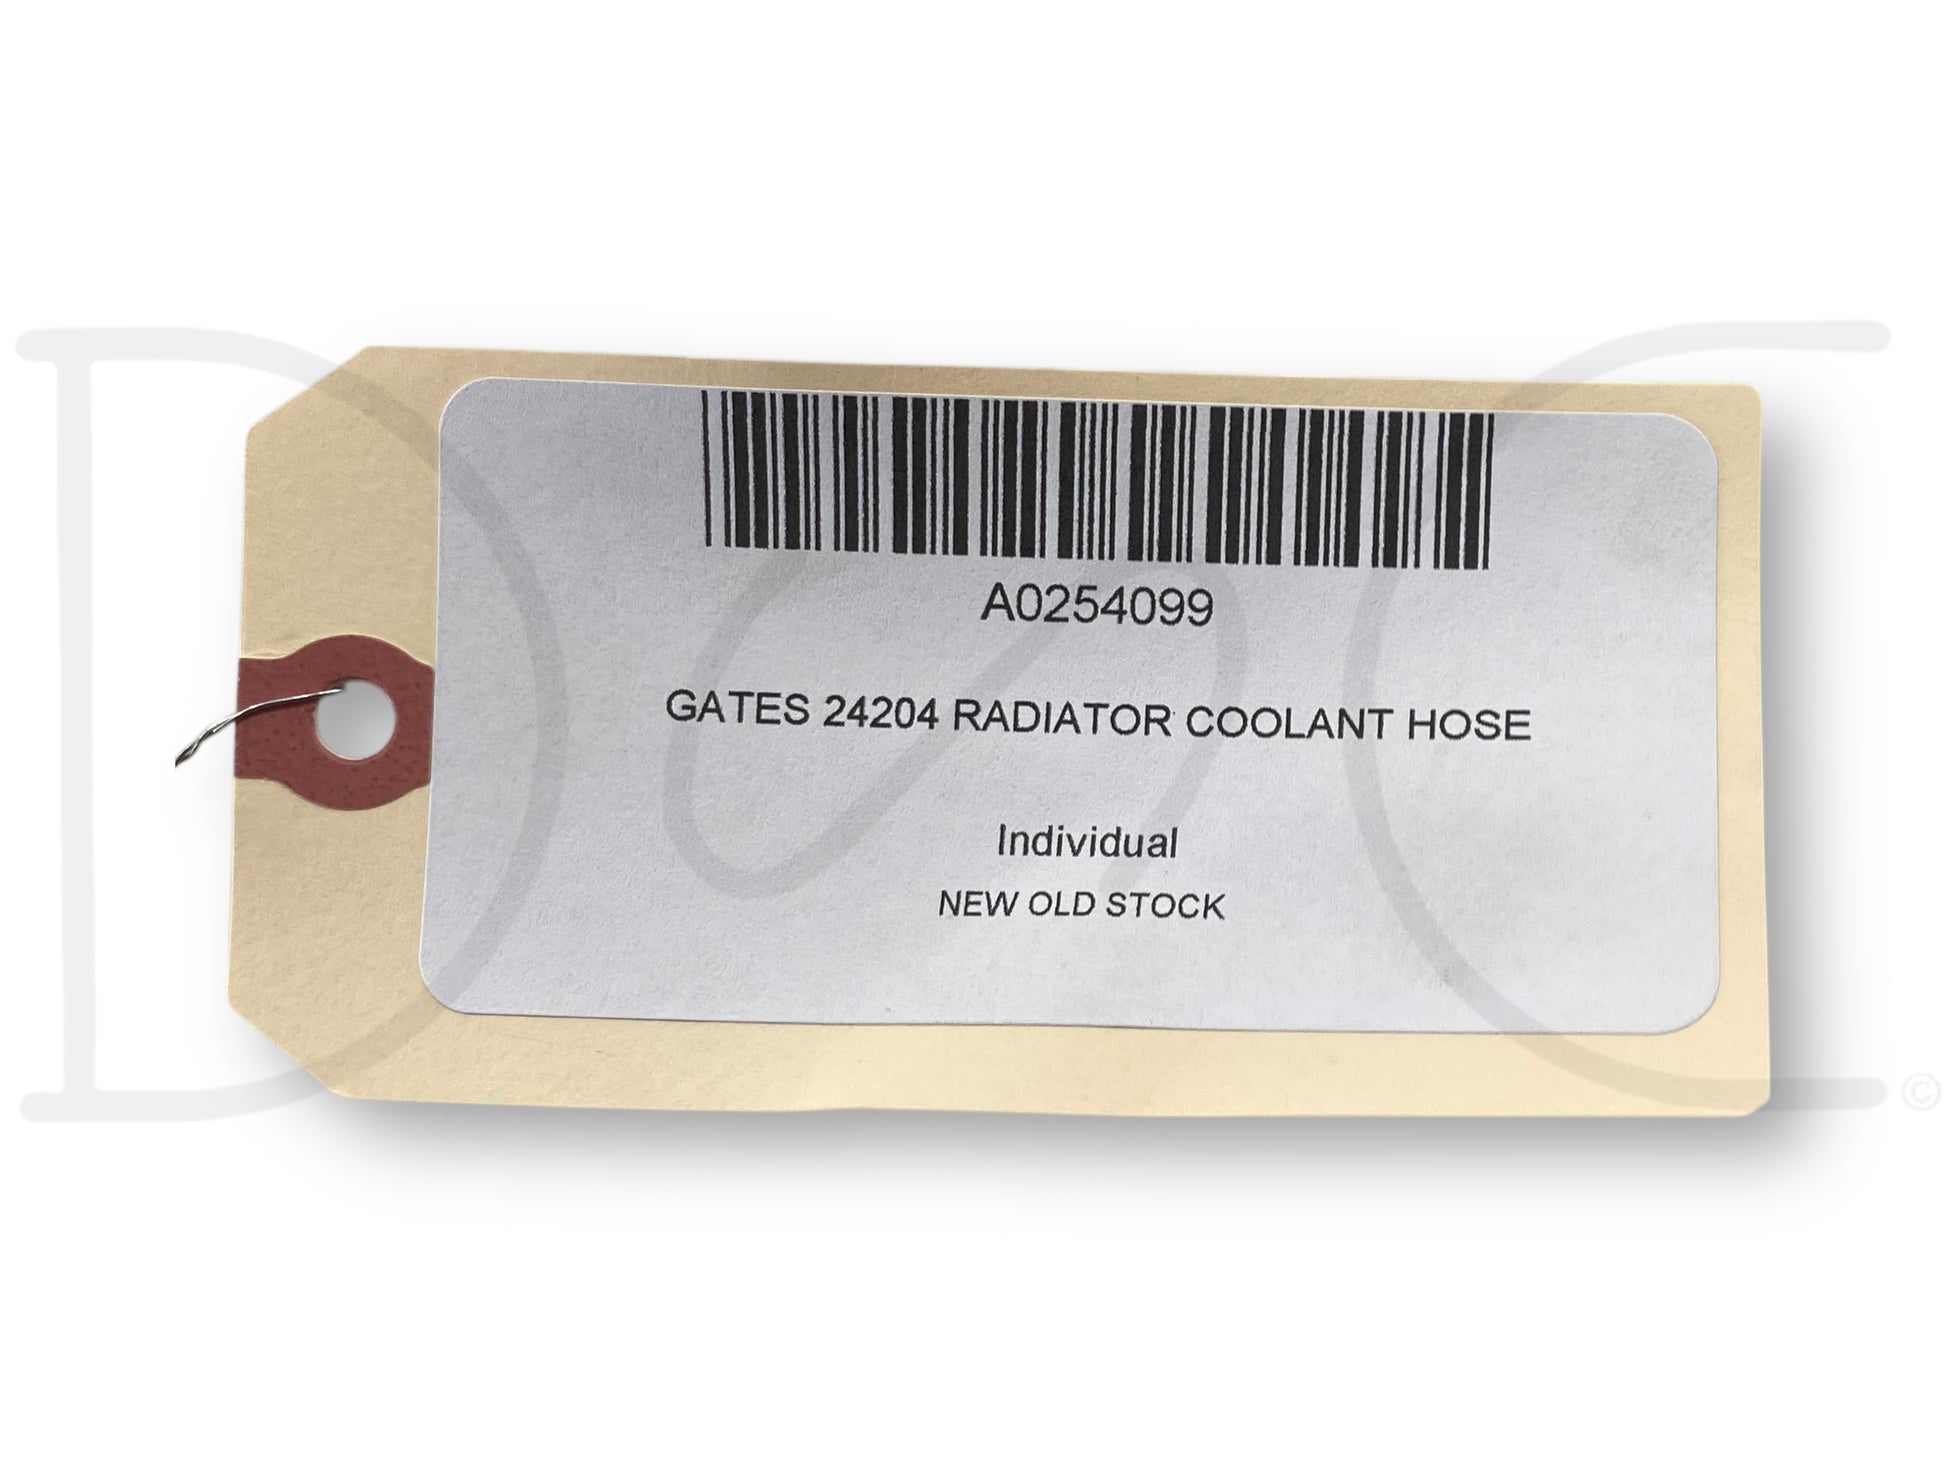 A0254099
GATES 24204 RADIATOR COOLANT HOSE
Individual
NEW OLD STOCK
©